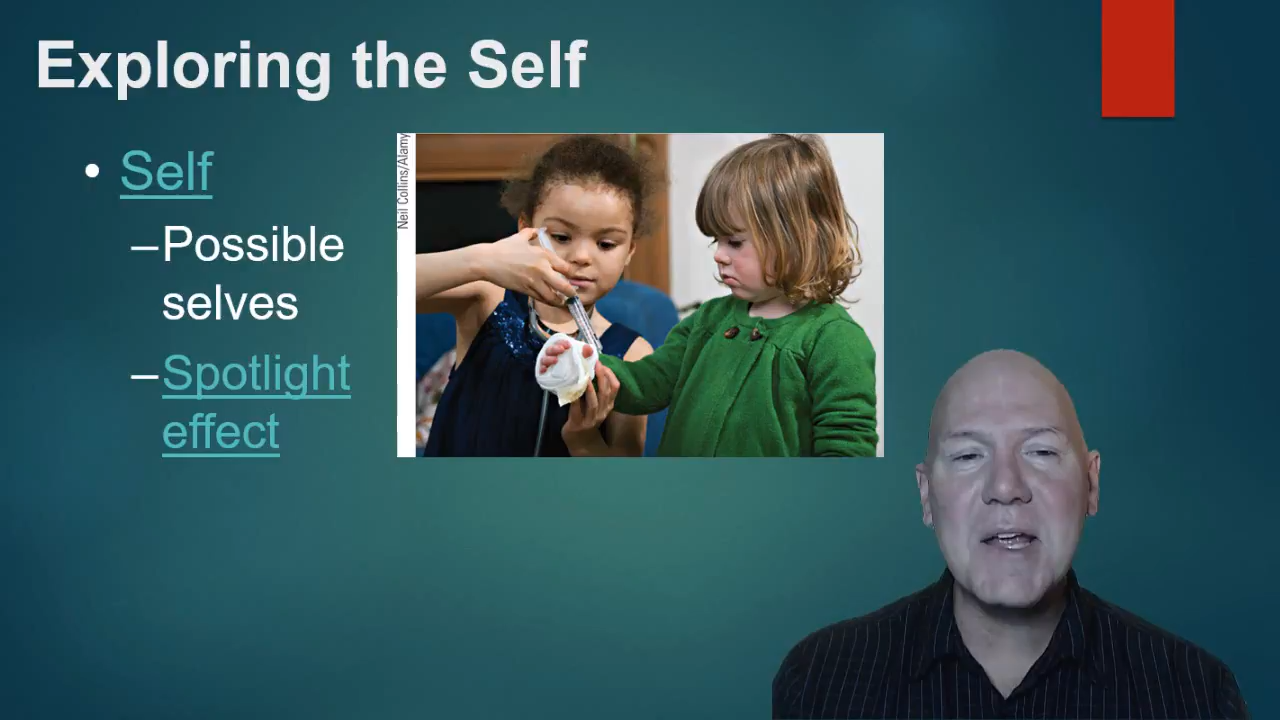 Exploring the Self
• Self
–Possible
selves
–Spotlight
effect
Neil Collins/Alamy